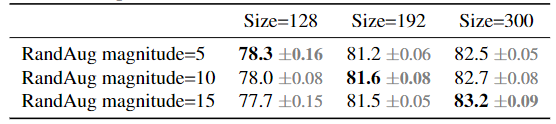 Size=128 Size=192 Size=300
RandAug magnitude=5 78.3 ±0.16 81.2 ±0.06 82.5 ±0.05
RandAug magnitude=10 78.0 ±0.08 81.6 ±0.08 82.7 ±0.08
RandAug magnitude=15 77.7 ±0.15 81.5 ±0.05 83.2 ±0.09